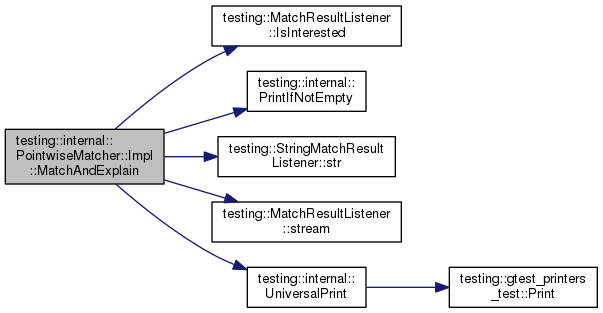 testing::MatchResultListener
::IsInterested
testing::internal::
PrintIfNotEmpty
testing::internal::
PointwiseMatcher::Impl
::MatchAndExplain
testing::StringMatchResult
Listener::str
testing::MatchResultListener
::stream
testing::internal::
UniversalPrint
testing::gtest_printers
_test::Print